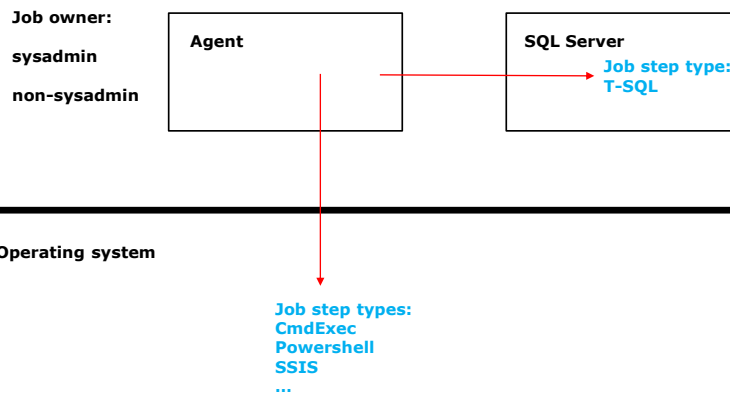 Job owner:
sysadmin
non-sysadmin
Agent
SQL Server
Job step type:
T-SQL
Operating system
Job step types:
CmdExec
Powershell
SSIS
...